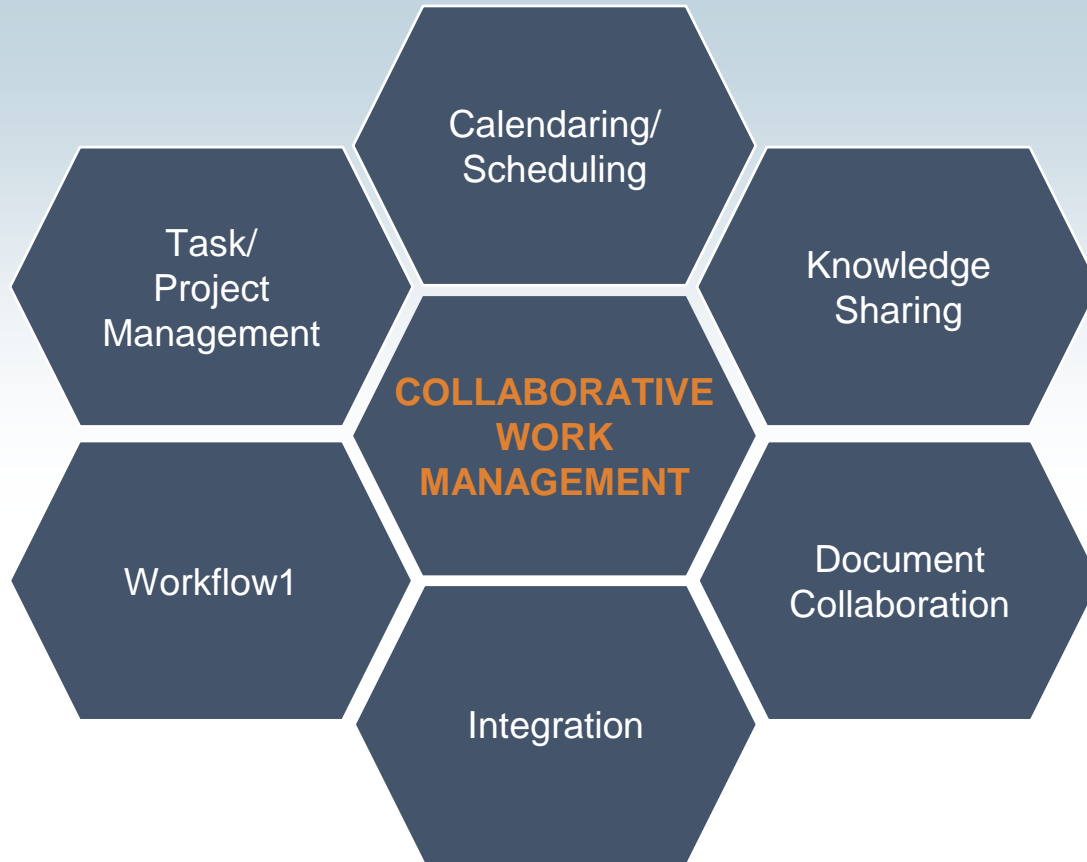 Calendaring/
Scheduling
Task/
Project
Management
Knowledge
Sharing
COLLABORATIVE
WORK
MANAGEMENT
Workflow1
Document
Collaboration
Integration